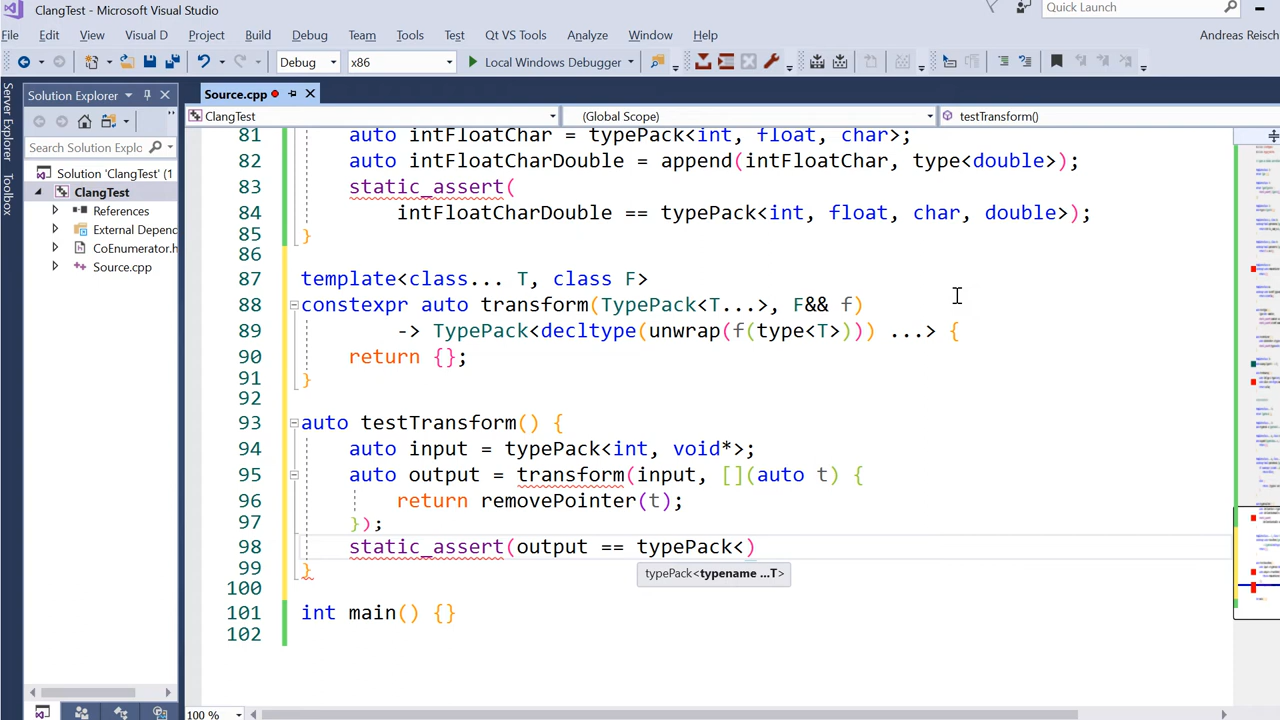 ClangTest - Microsoft Visual Studio
Quick Launch
File Edit View Visual D Project Build Debug Team Tools Test Qt VS Tools Analyze Window Help Andreas Reisch
Debug x86 Local Windows Debugger
Server Explorer
Toolbox
Solution Explorer
Search Solution Explo
Solution 'ClangTest' (1
ClangTest
References
External Depenc
CoEnumerator.h
Source.cpp
Source.cpp
ClangTest (Global Scope) testTransform()
81 auto intFloatChar = typePack<int, float, char>;
82 auto intFloatCharDouble = append(intFloatChar, type<double>);
83 static_assert(
84 intFloatCharDouble == typePack<int, float, char, double>);
85 }
86
87 template<class... T, class F>
88 constexpr auto transform(TypePack<T...>, F&& f)
89 -> TypePack<decltype(unwrap(f(type<T>))) ...> {
90 return {};
91 }
92
93 auto testTransform() {
94 auto input = typePack<int, void*>;
95 auto output = transform(input, [](auto t) {
96 return removePointer(t);
97 });
98 static_assert(output == typePack<)
typePack<typename ...T>
99 }
100
101 int main() {}
102
100 %